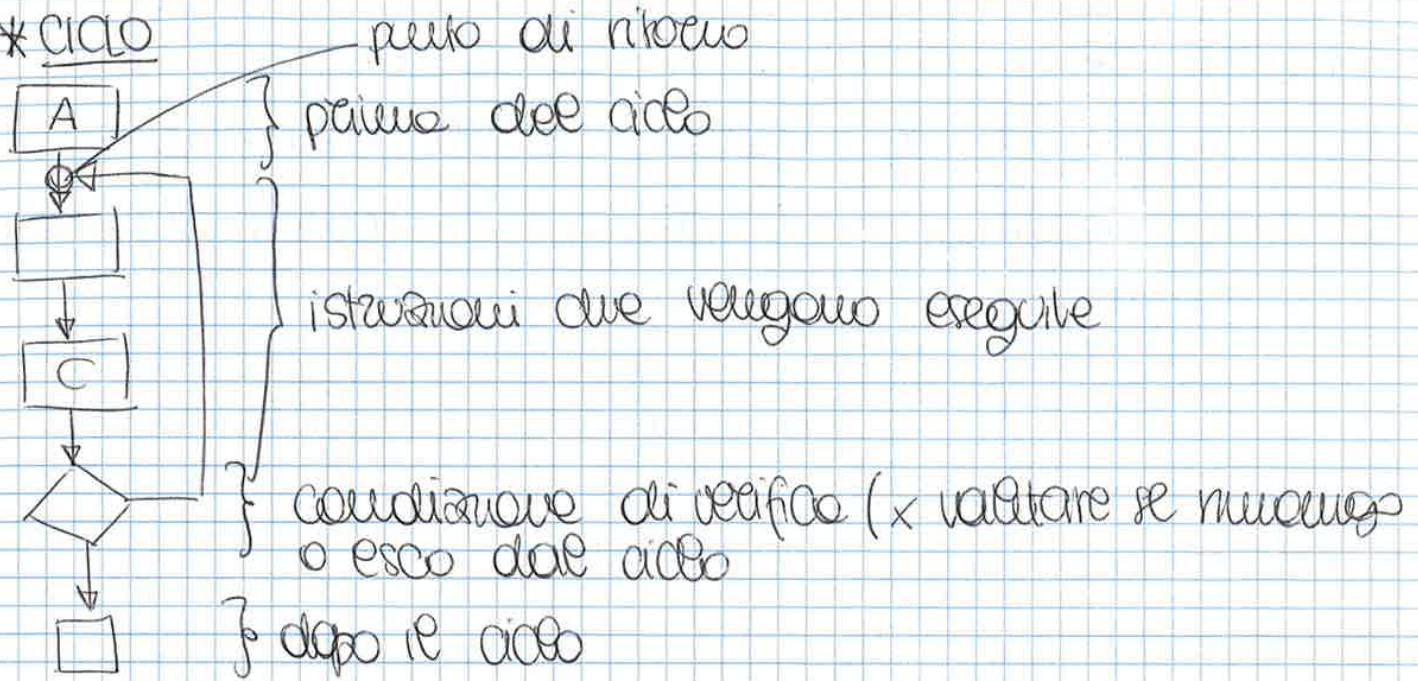 * CICLO
punto di ritorno
A
prima del ciclo
istruzioni che vengono eseguite
C
condizione di verifica (x valutare se rimango
o esco dal ciclo
dopo il ciclo